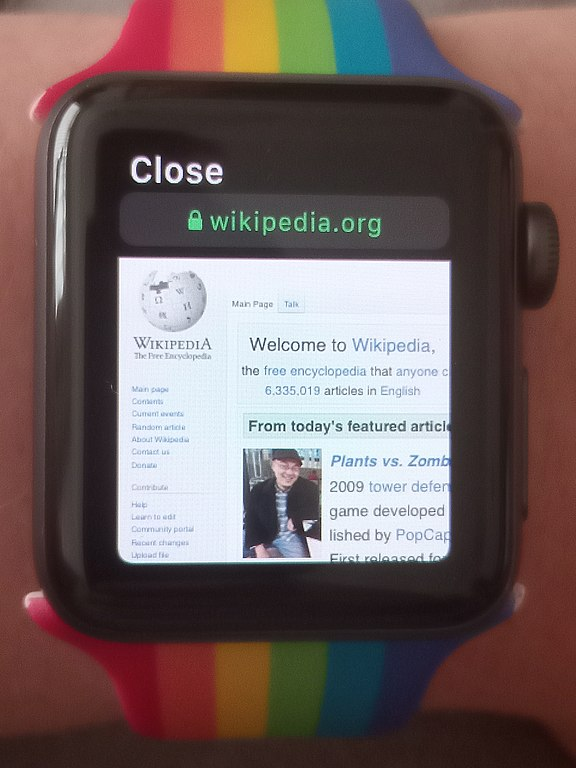 Close
wikipedia.org
Main Page Talk
WIKIPEDIA
The Free Encyclopedia
Welcome to Wikipedia,
the free encyclopedia that anyone c
6,335,019 articles in English
Main page
Contents
Current events
Random article
About Wikipedia
Contact us
Donate
Contribute
Help
Learn to edit
Community portal
Recent changes
Upload file
From today's featured article
Plants vs. Zomb
2009 tower defen
game developed
lished by PopCap
First released for